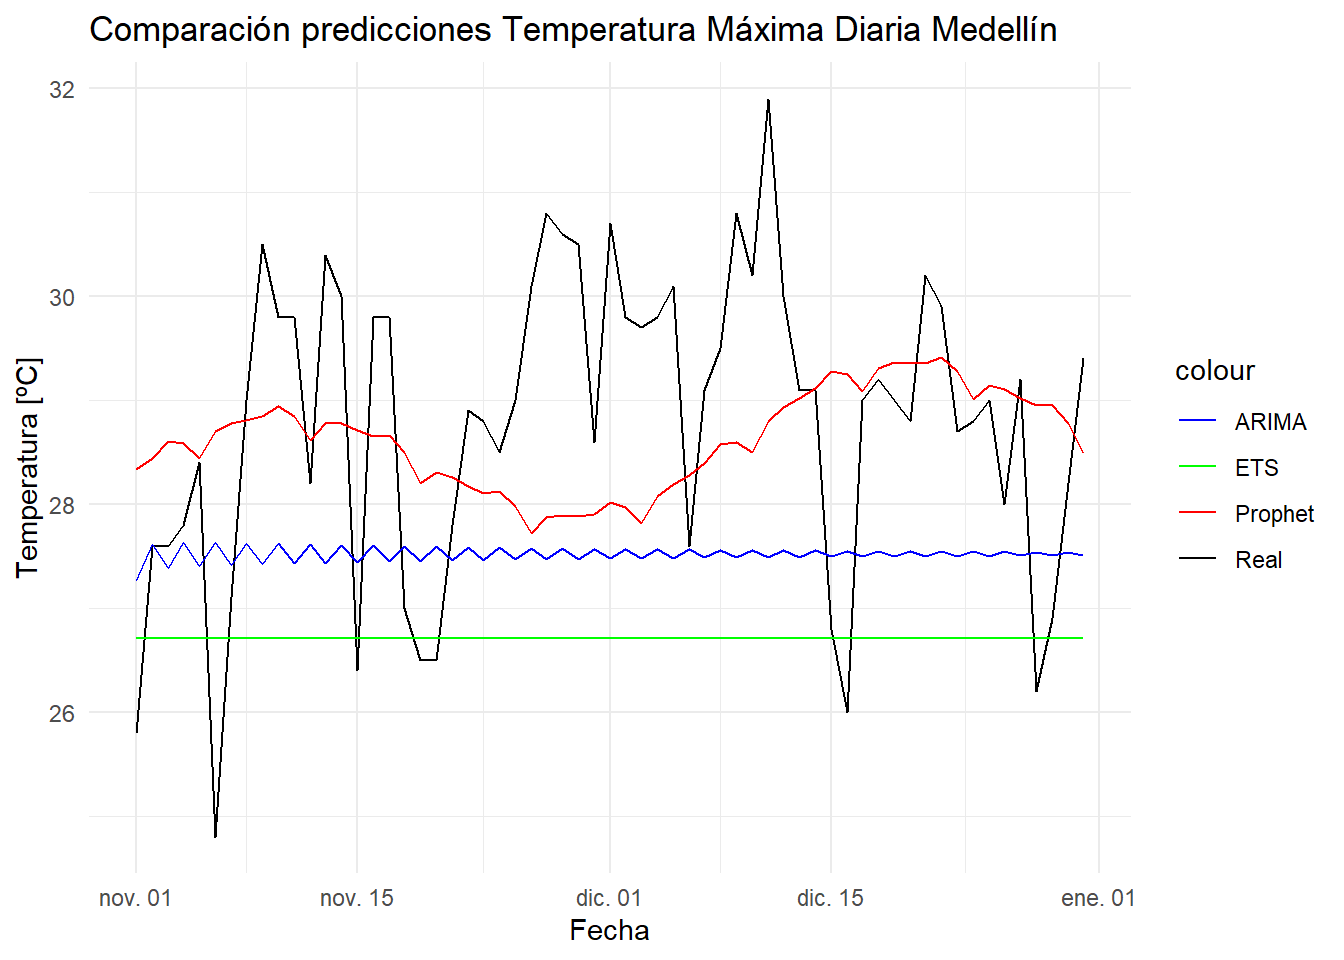 Comparación predicciones Temperatura Máxima Diaria Medellín
32
30
28
26
Temperatura [ºC]
nov. 01
nov. 15
dic. 01
dic. 15
ene. 01
Fecha
colour
ARIMA
ETS
Prophet
Real